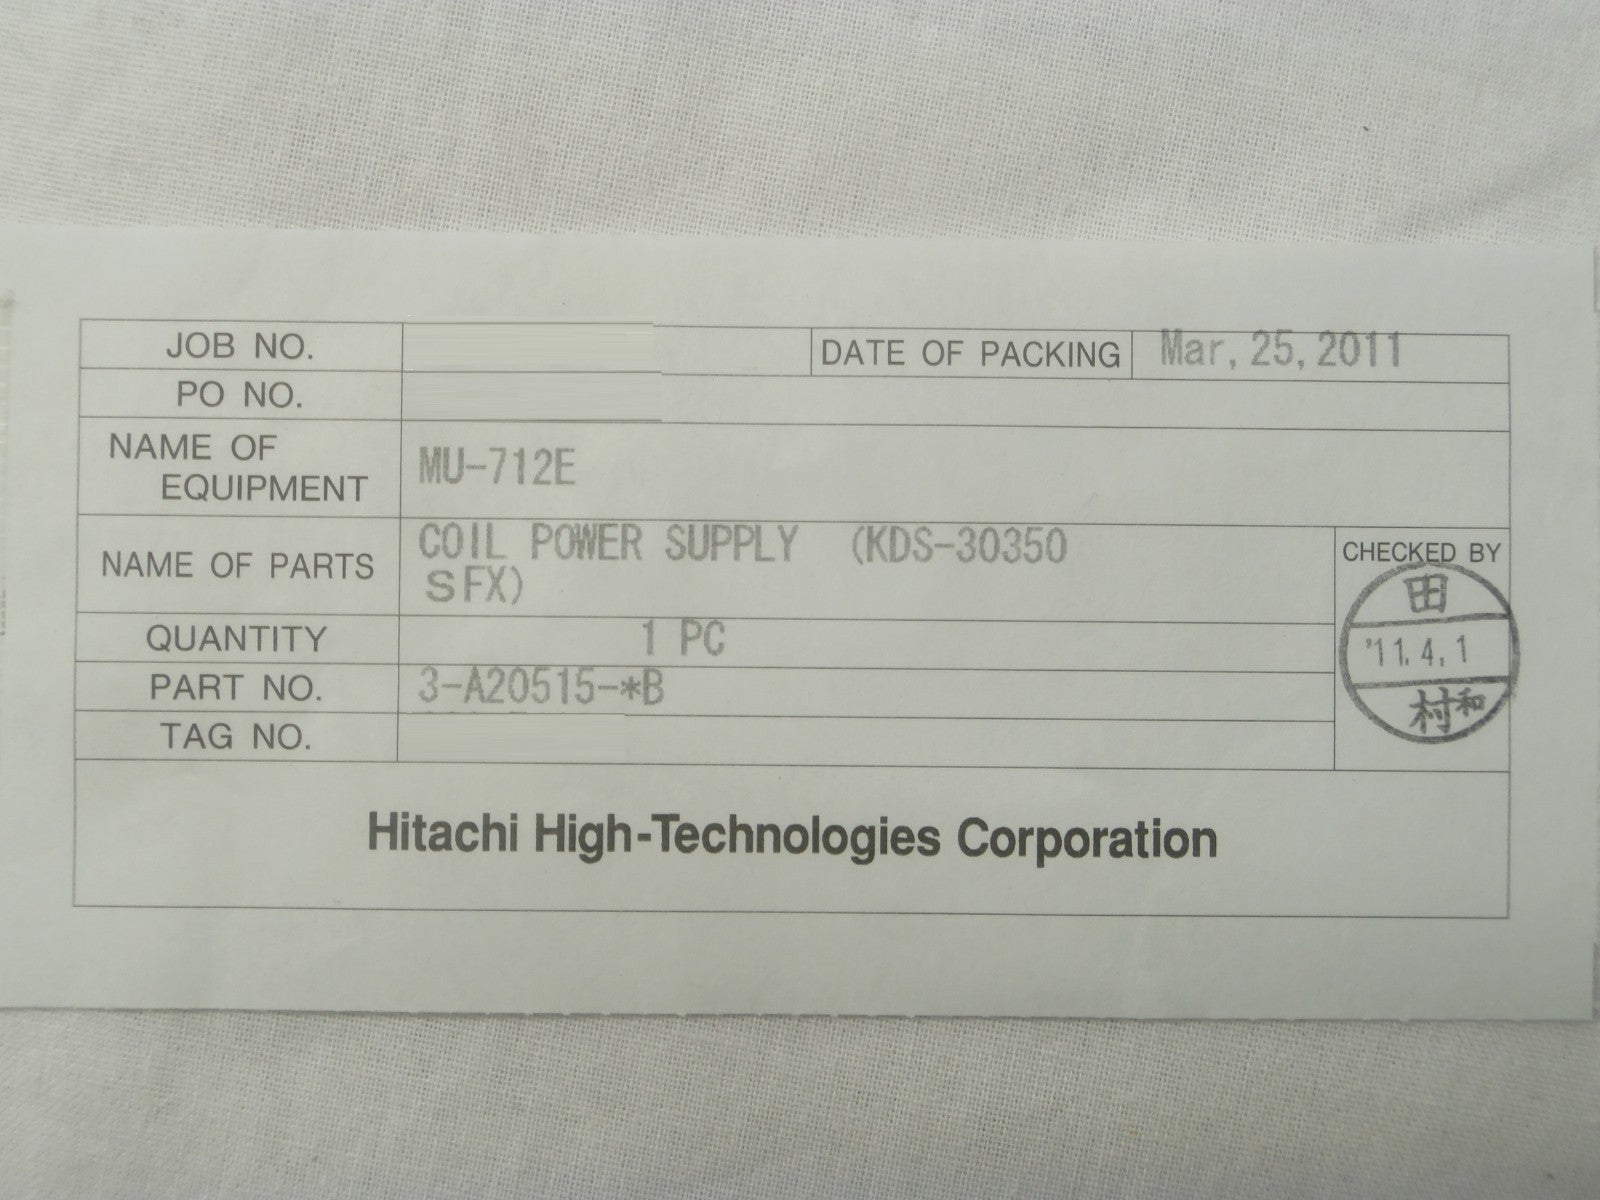 JOB NO.
DATE OF PACKING
Mar, 25, 2011
PO NO.
NAME OF
EQUIPMENT
MU-712E
NAME OF PARTS
COIL POWER SUPPLY (KDS-30350
SFX)
CHECKED BY
田
'11.4.1
村和
QUANTITY
1 PC
PART NO.
3-A20515-*B
TAG NO.
Hitachi High-Technologies Corporation